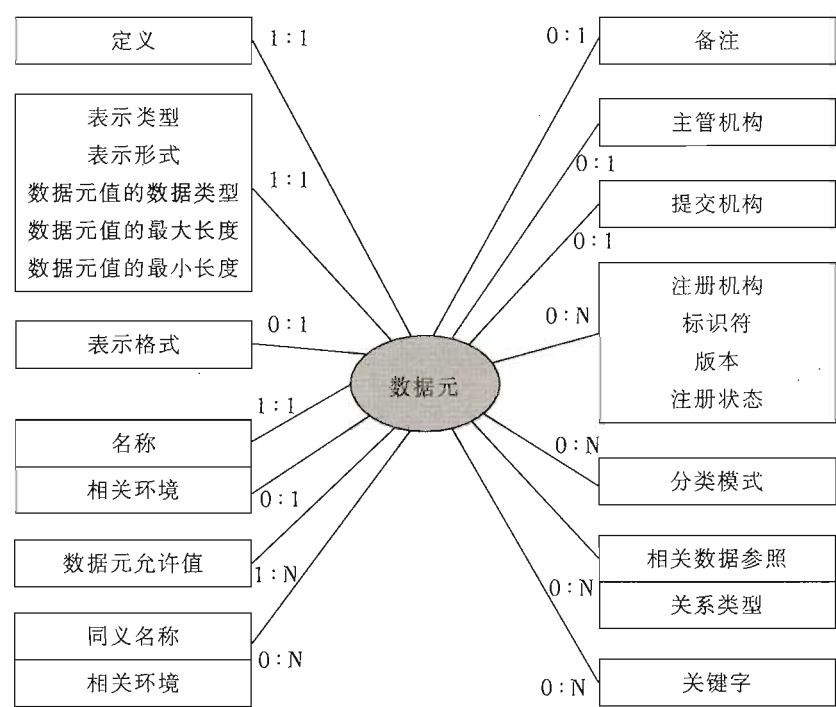 定义
1:1
表示类型
表示形式
数据元值的数据类型
数据元值的最大长度
数据元值的最小长度
1:1
表示格式
0:1
名称
1:1
相关环境
0:1
数据元允许值
1:N
同义名称
相关环境
0:N
数据元
备注
0:1
主管机构
0:1
提交机构
0:1
注册机构
标识符
版本
注册状态
0:N
分类模式
0:N
相关数据参照
关系类型
0:N
关键字
0:N